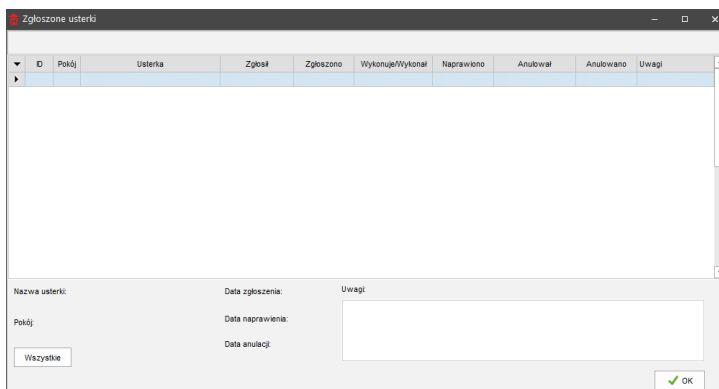 Zgłoszone usterki
ID Pokój Usterka Zgłosił Zgłoszono Wykonuje/Wykonał Naprawiono Anulował Anulowano Uwagi
Nazwa usterki: Data zgłoszenia: Uwagi:
Pokój: Data naprawienia:
Data anulacji:
Wszystkie
OK